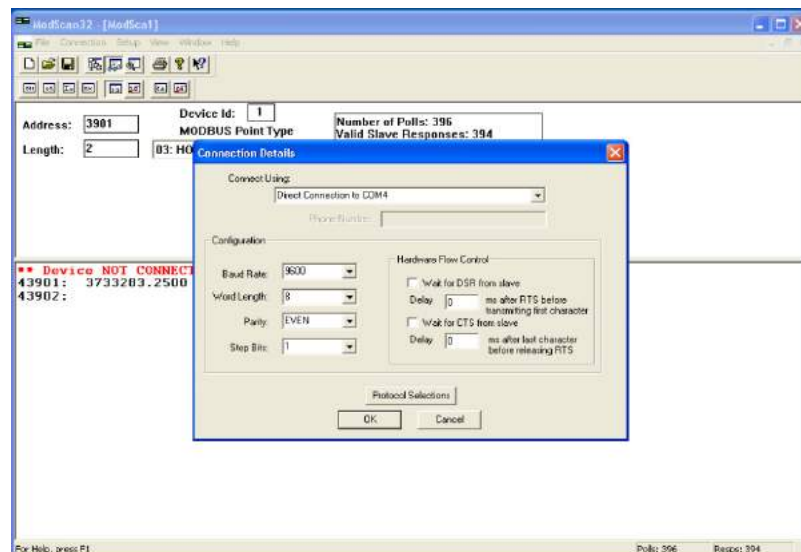 ModScan32 - [ModSca1]
File Connection Setup View Window Help
Address: 3901
Device Id: 1
MODBUS Point Type
Number of Polls: 396
Valid Slave Responses: 394
Length: 2
03: HO
Connection Details
Connect Using:
Direct Connection to COM4
Phone Number:
Configuration
Baud Rate: 9600
Word Length: 8
Parity: EVEN
Stop Bits: 1
Hardware Flow Control
Wait for DSR from slave
Delay 0 ms after RTS before
transmitting first character
Wait for CTS from slave
Delay 0 ms after last character
before releasing RTS
Protocol Selections
OK Cancel
** Device NOT CONNECT
43901: 3733283.2500
43902:
For Help, press F1
Polls: 396
Resps: 394